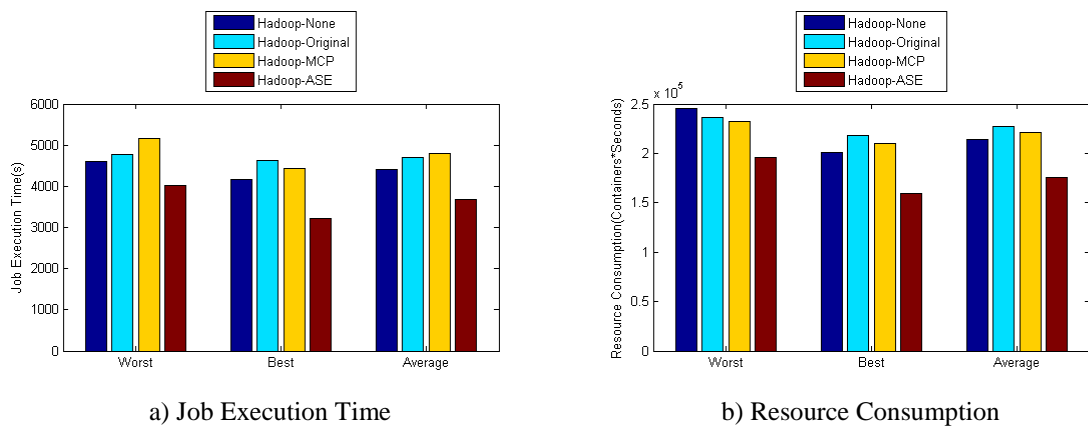 Hadoop-None
Hadoop-Original
Hadoop-MCP
Hadoop-ASE
6000
5000
4000
3000
2000
1000
0
Job Execution Time(s)
Worst
Best
Average
a) Job Execution Time
Hadoop-None
Hadoop-Original
Hadoop-MCP
Hadoop-ASE
x 10^5
2.5
2
1.5
1
0.5
0
Resource Consumption(Containers*Seconds)
Worst
Best
Average
b) Resource Consumption